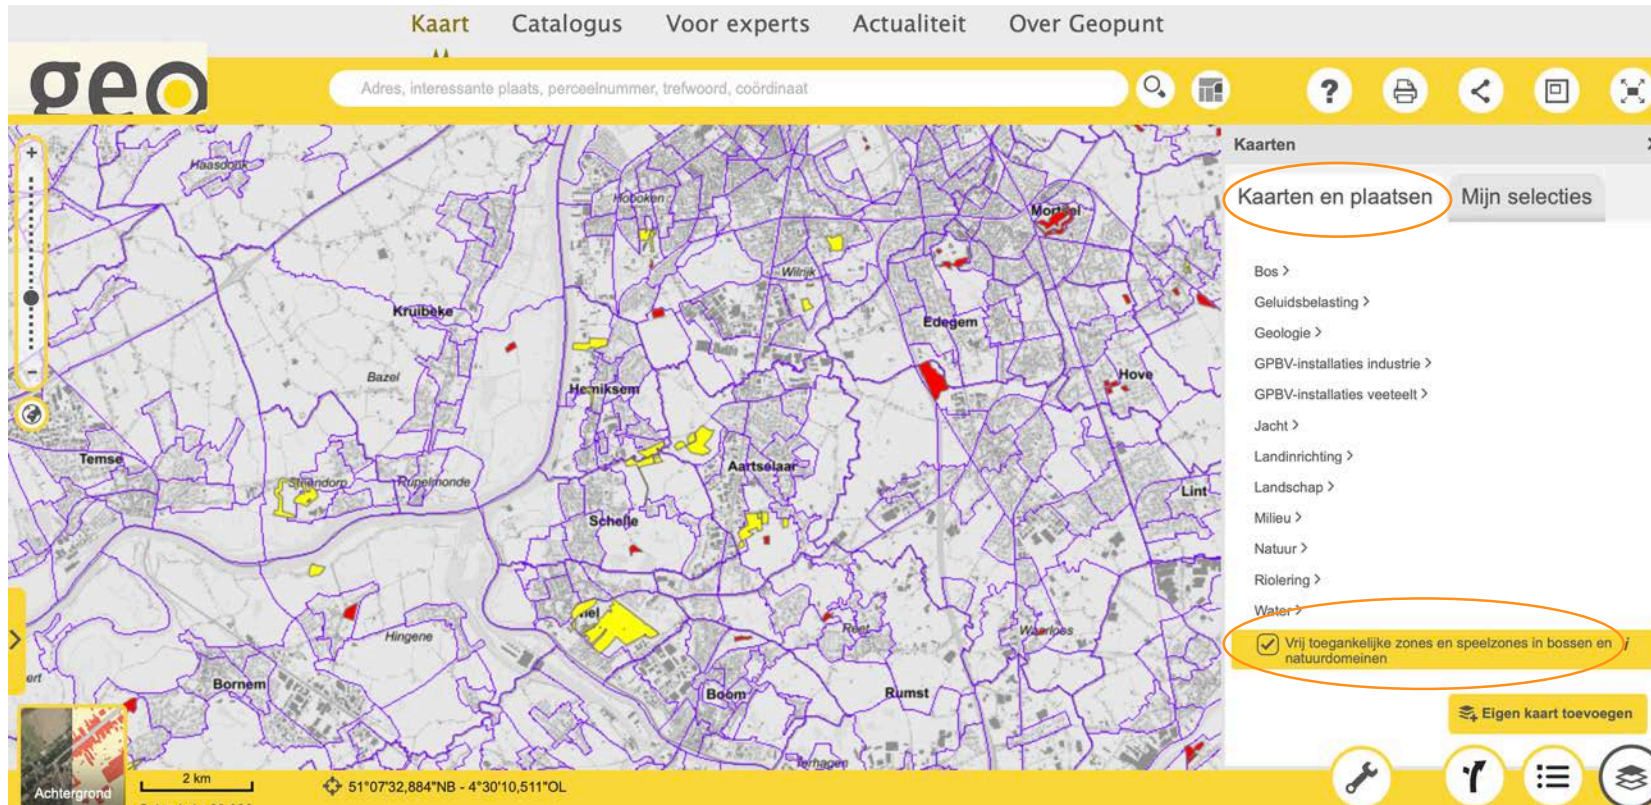 Kaart Catalogus Voor experts Actualiteit Over Geopunt
geo
Adres, interessante plaats, perceelnummer, trefwoord, coördinaat
?
Kaarten
Kaarten en plaatsen Mijn selecties
Bos >
Geluidsbelasting >
Geologie >
GPBV-installaties industrie >
GPBV-installaties veeteelt >
Jacht >
Landinrichting >
Landschap >
Milieu >
Natuur >
Riolering >
Water >
Vrij toegankelijke zones en speelzones in bossen en i
natuurdomeinen
Eigen kaart toevoegen
+
-
Haasdonk
Hoboken
Mortsel
Wilrijk
Kruibeke
Edegem
Bazel
Hove
Hemiksem
Temse
Aartselaar
Steendorp
Rupelmonde
Lint
Schelle
Niel
Hingene
Reet
Waarloos
Bornem
Boom
Rumst
Terhagen
Achtergrond
2 km
51°07'32,884"NB - 4°30'10,511"OL